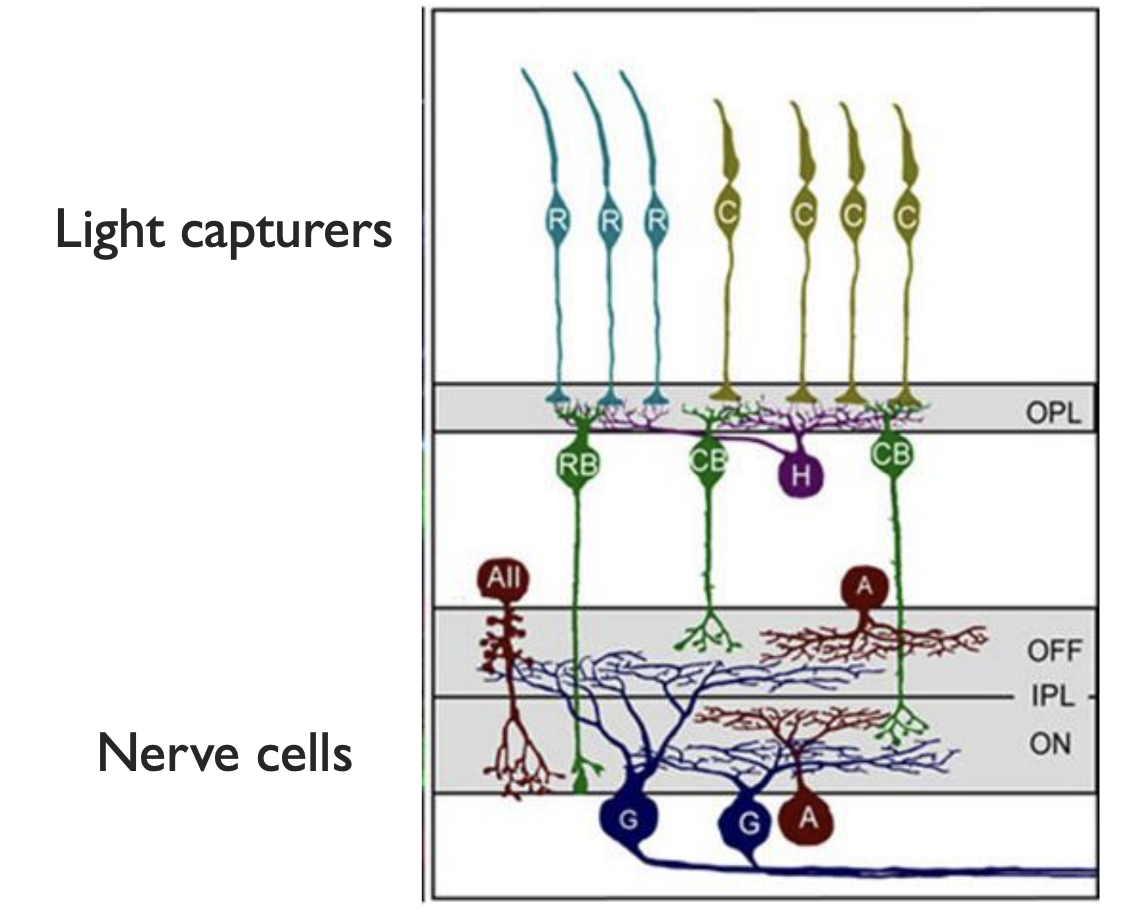 Light capturers
R R R C C C C
OPL
RB CB H CB
AII A
OFF
IPL
Nerve cells
ON
G G A